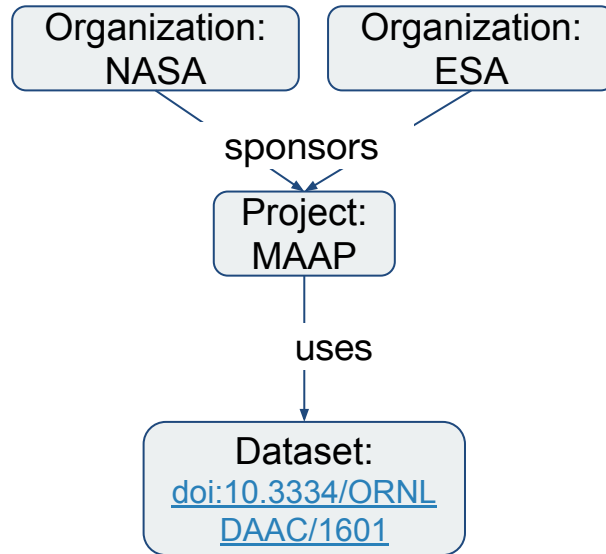 Organization:
NASA
Organization:
ESA
sponsors
Project:
MAAP
uses
Dataset:
doi:10.3334/ORNL
DAAC/1601